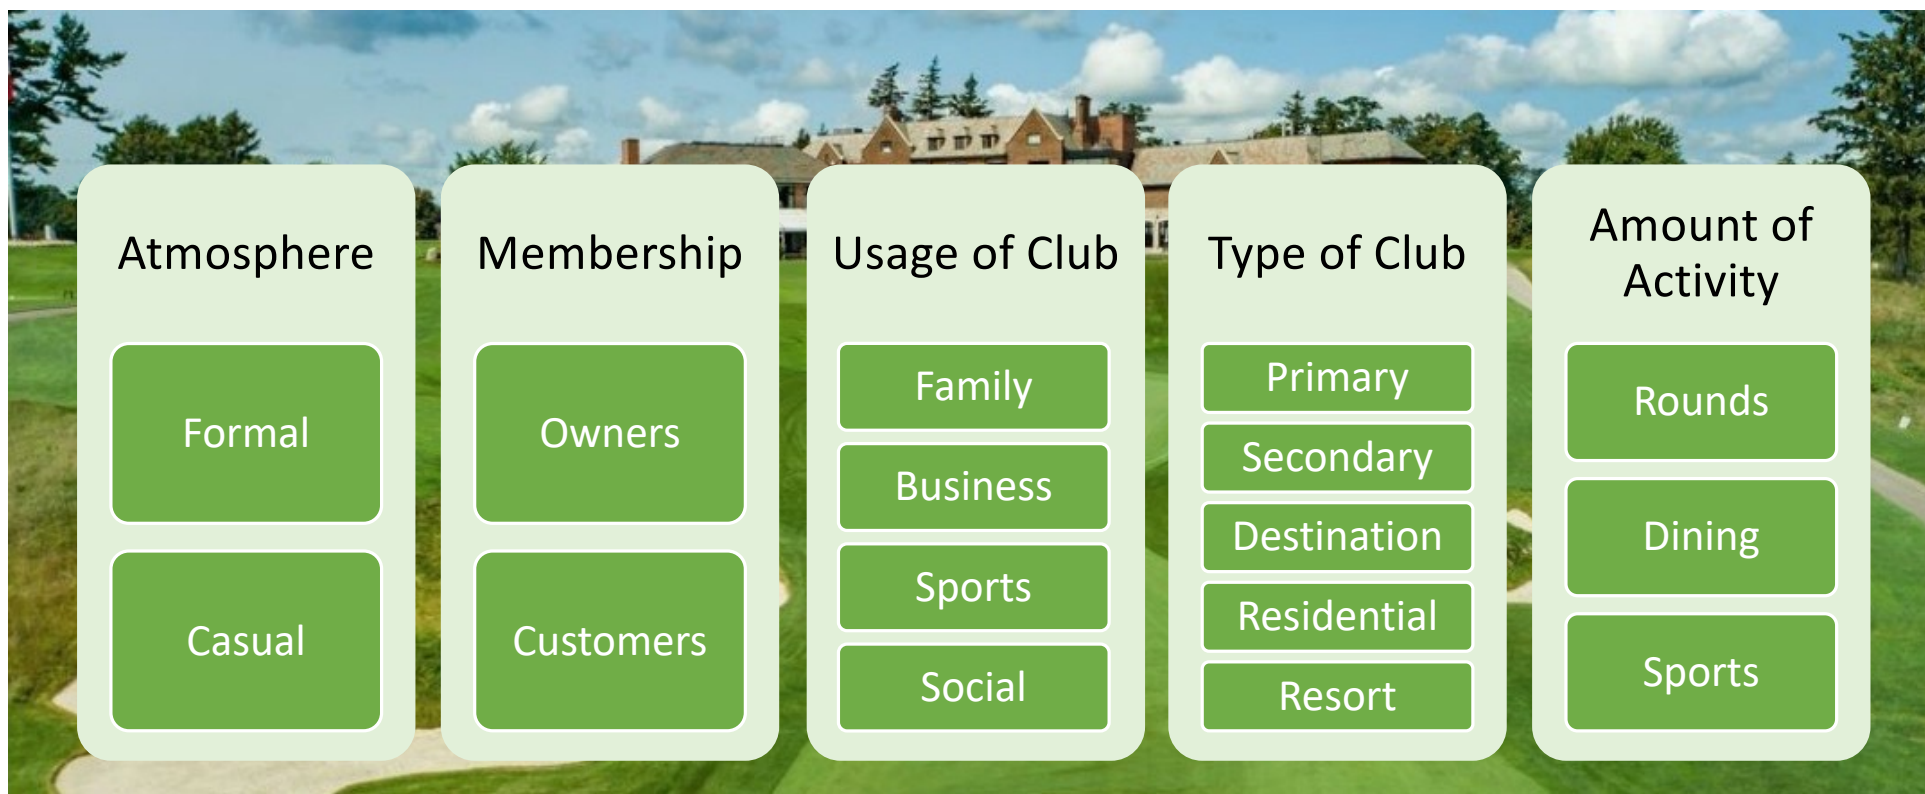 Atmosphere
Formal
Casual
Membership
Owners
Customers
Usage of Club
Family
Business
Sports
Social
Type of Club
Primary
Secondary
Destination
Residential
Resort
Amount of
Activity
Rounds
Dining
Sports